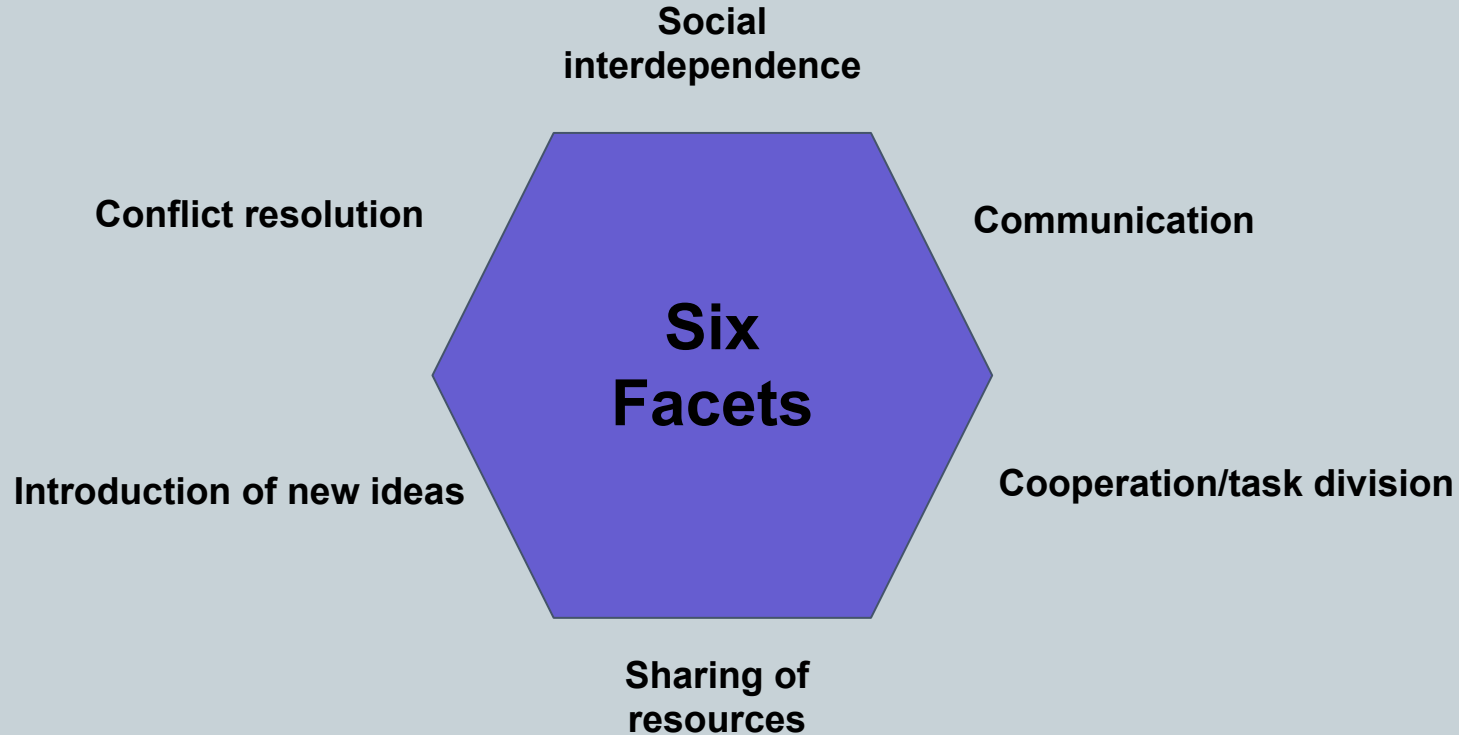 Social
interdependence
Conflict resolution
Communication
Six
Facets
Introduction of new ideas
Cooperation/task division
Sharing of
resources